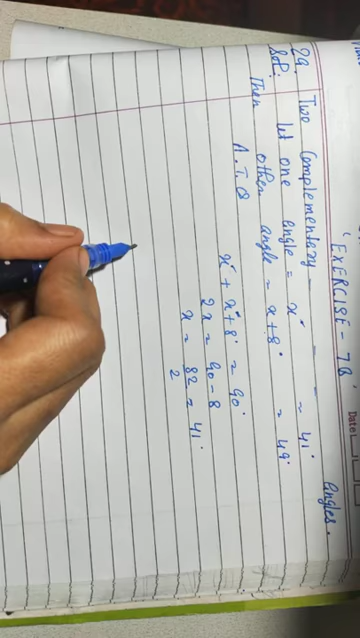 Date:
'EXERCISE - 7B'
29. Two Complementary - - - Angles.
Sol: let one angle = x° = 41°
Then other angle = x+8° = 49°
A.T.Q
x° + x°+8° = 90°
2x = 90-8
x = 82/2 = 41°